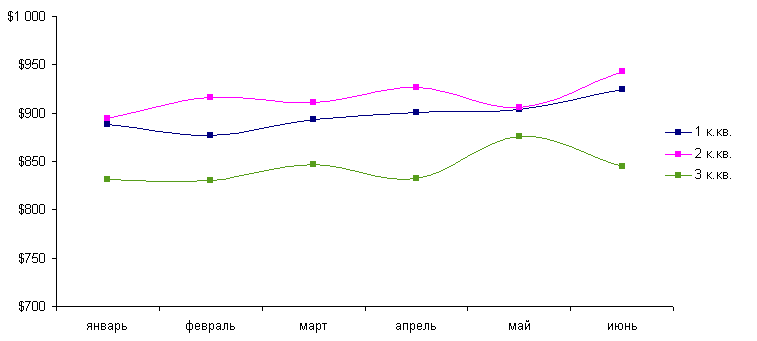 $1 000
$950
$900
$850
$800
$750
$700
январь февраль март апрель май июнь
1 к.кв.
2 к.кв.
3 к.кв.